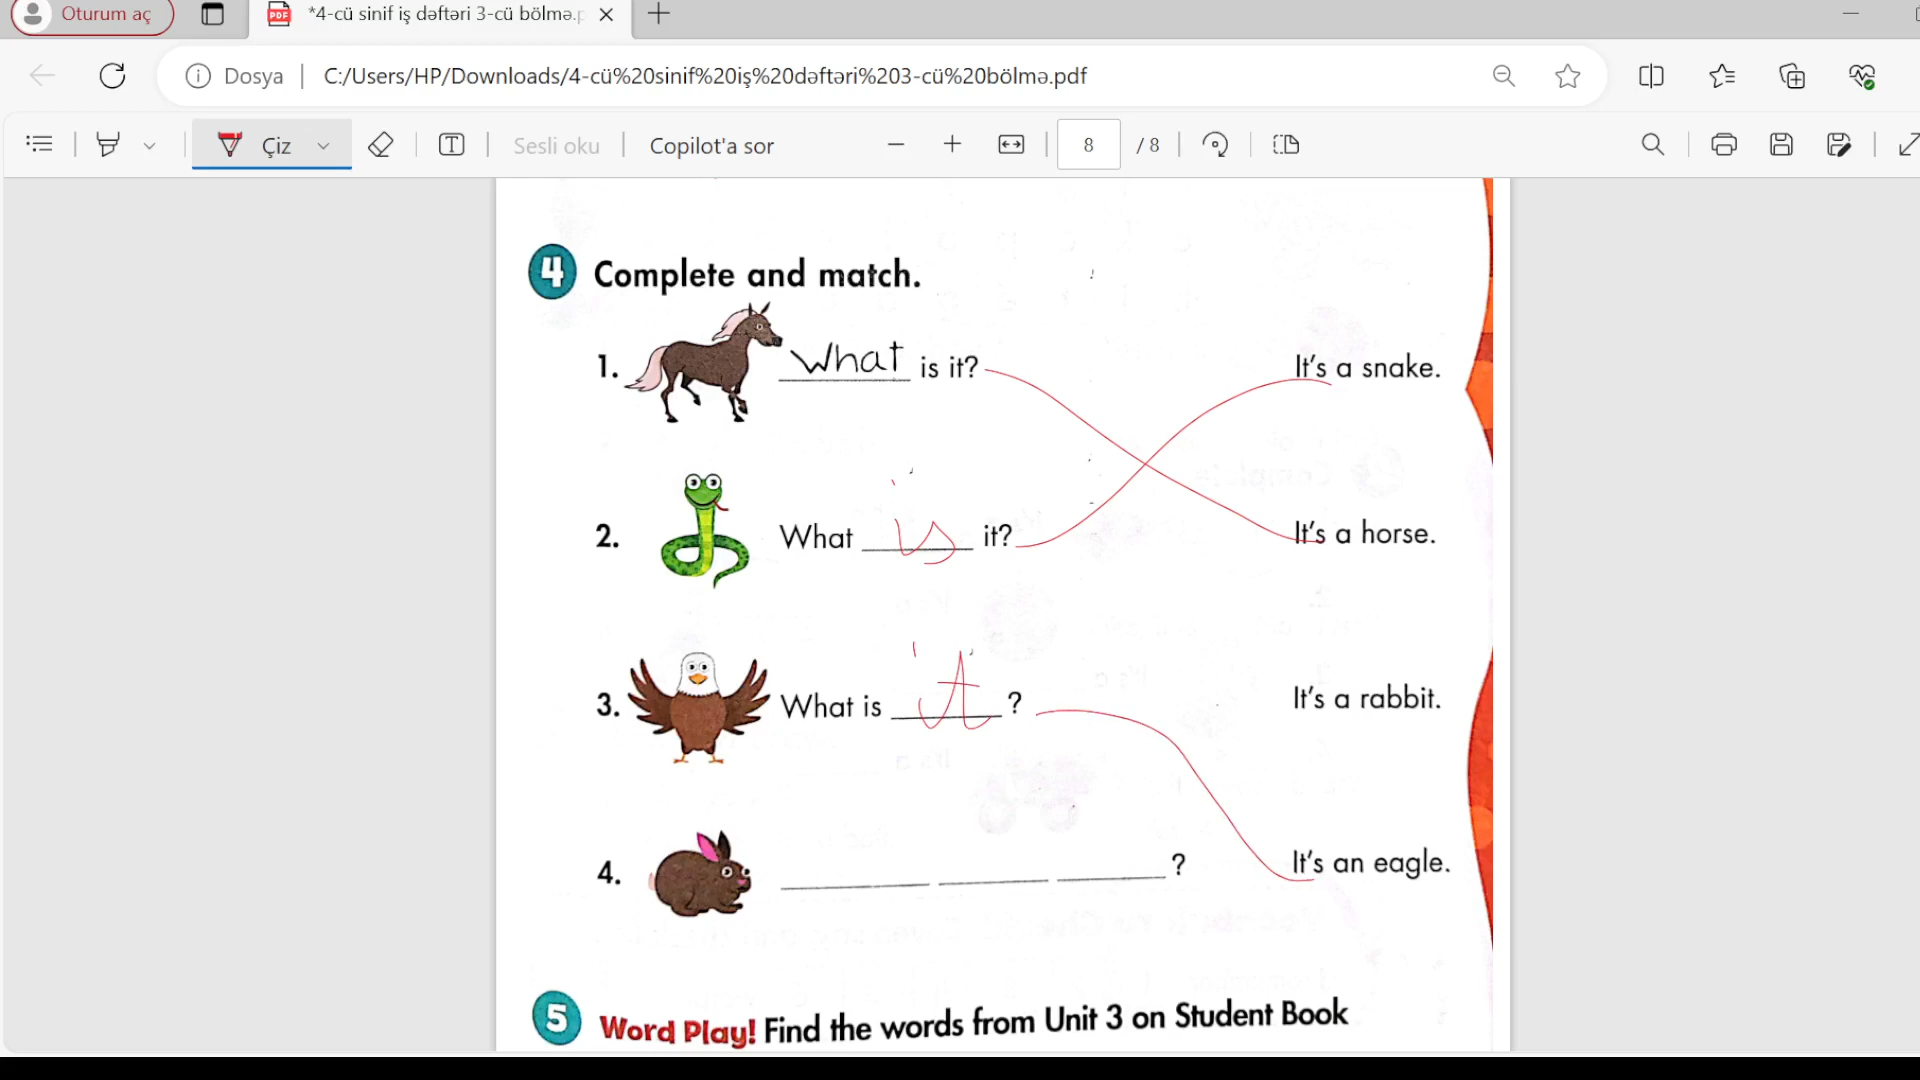 Oturum aç
*4-cü sinif iş dəftəri 3-cü bölmə.p
Dosya
C:/Users/HP/Downloads/4-cü%20sinif%20iş%20dəftəri%203-cü%20bölmə.pdf
Çiz
Sesli oku
Copilot'a sor
8 / 8
4 Complete and match.
1. What is it? It's a snake.
2. What is it? It's a horse.
3. What is it? It's a rabbit.
4. ? It's an eagle.
5 Word Play! Find the words from Unit 3 on Student Book